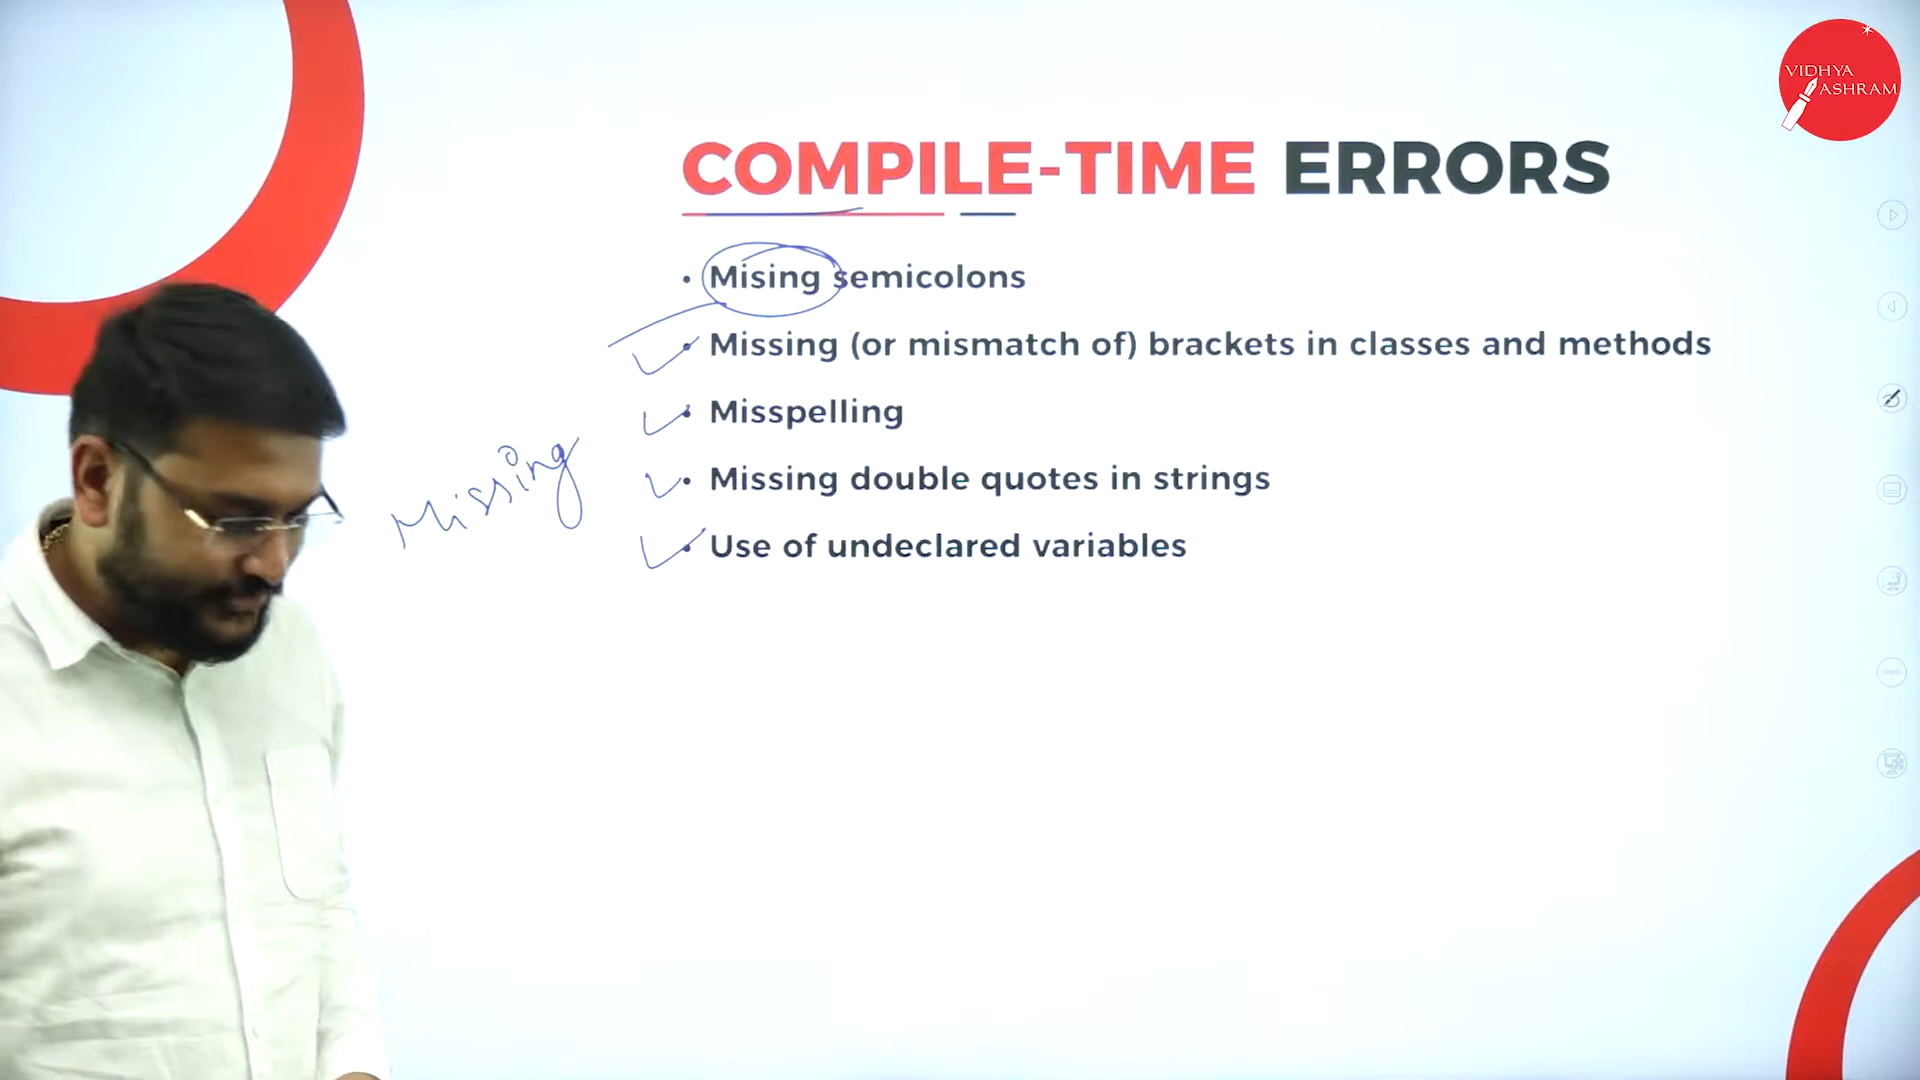 VIDHYA
ASHRAM
COMPILE-TIME ERRORS
• Mising semicolons
• Missing (or mismatch of) brackets in classes and methods
• Misspelling
Missing
• Missing double quotes in strings
• Use of undeclared variables